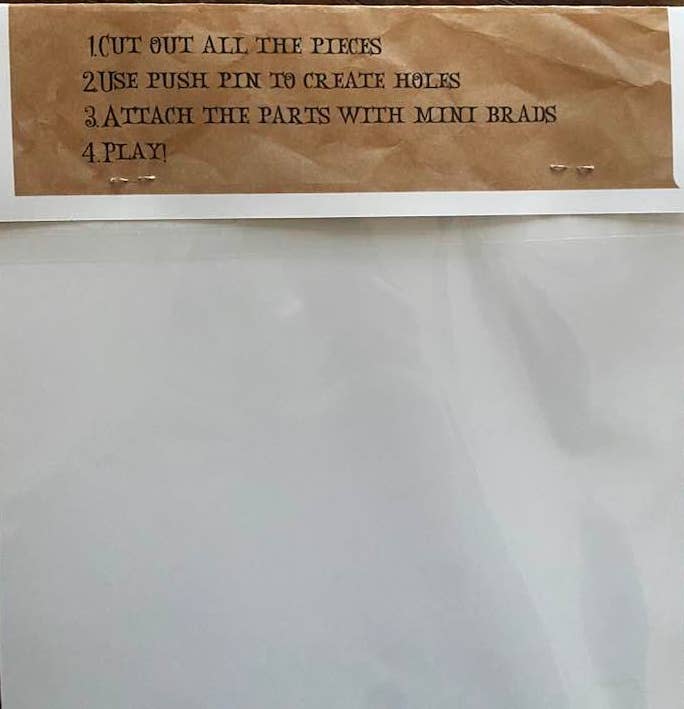 1.CUT OUT ALL THE PIECES
2.USE PUSH PIN TO CREATE HOLES
3.ATTACH THE PARTS WITH MINI BRADS
4.PLAY!